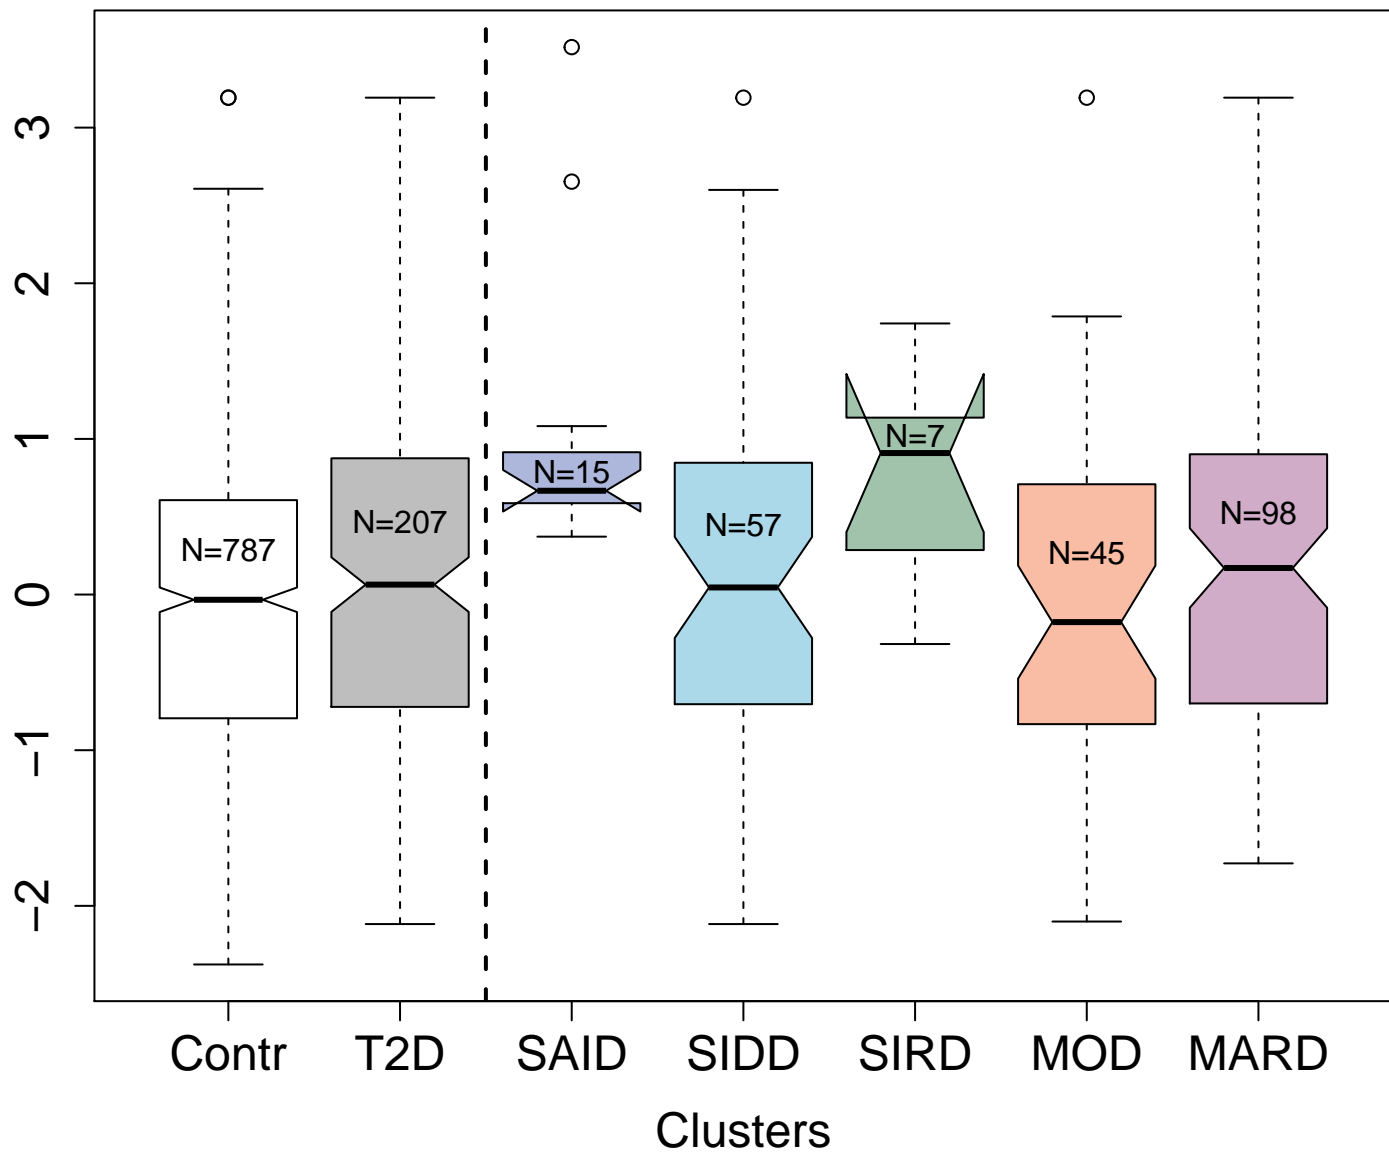 3
2
1
0
−1
−2
N=787
N=207
N=15
N=57
N=7
N=45
N=98
Contr T2D SAID SIDD SIRD MOD MARD
Clusters